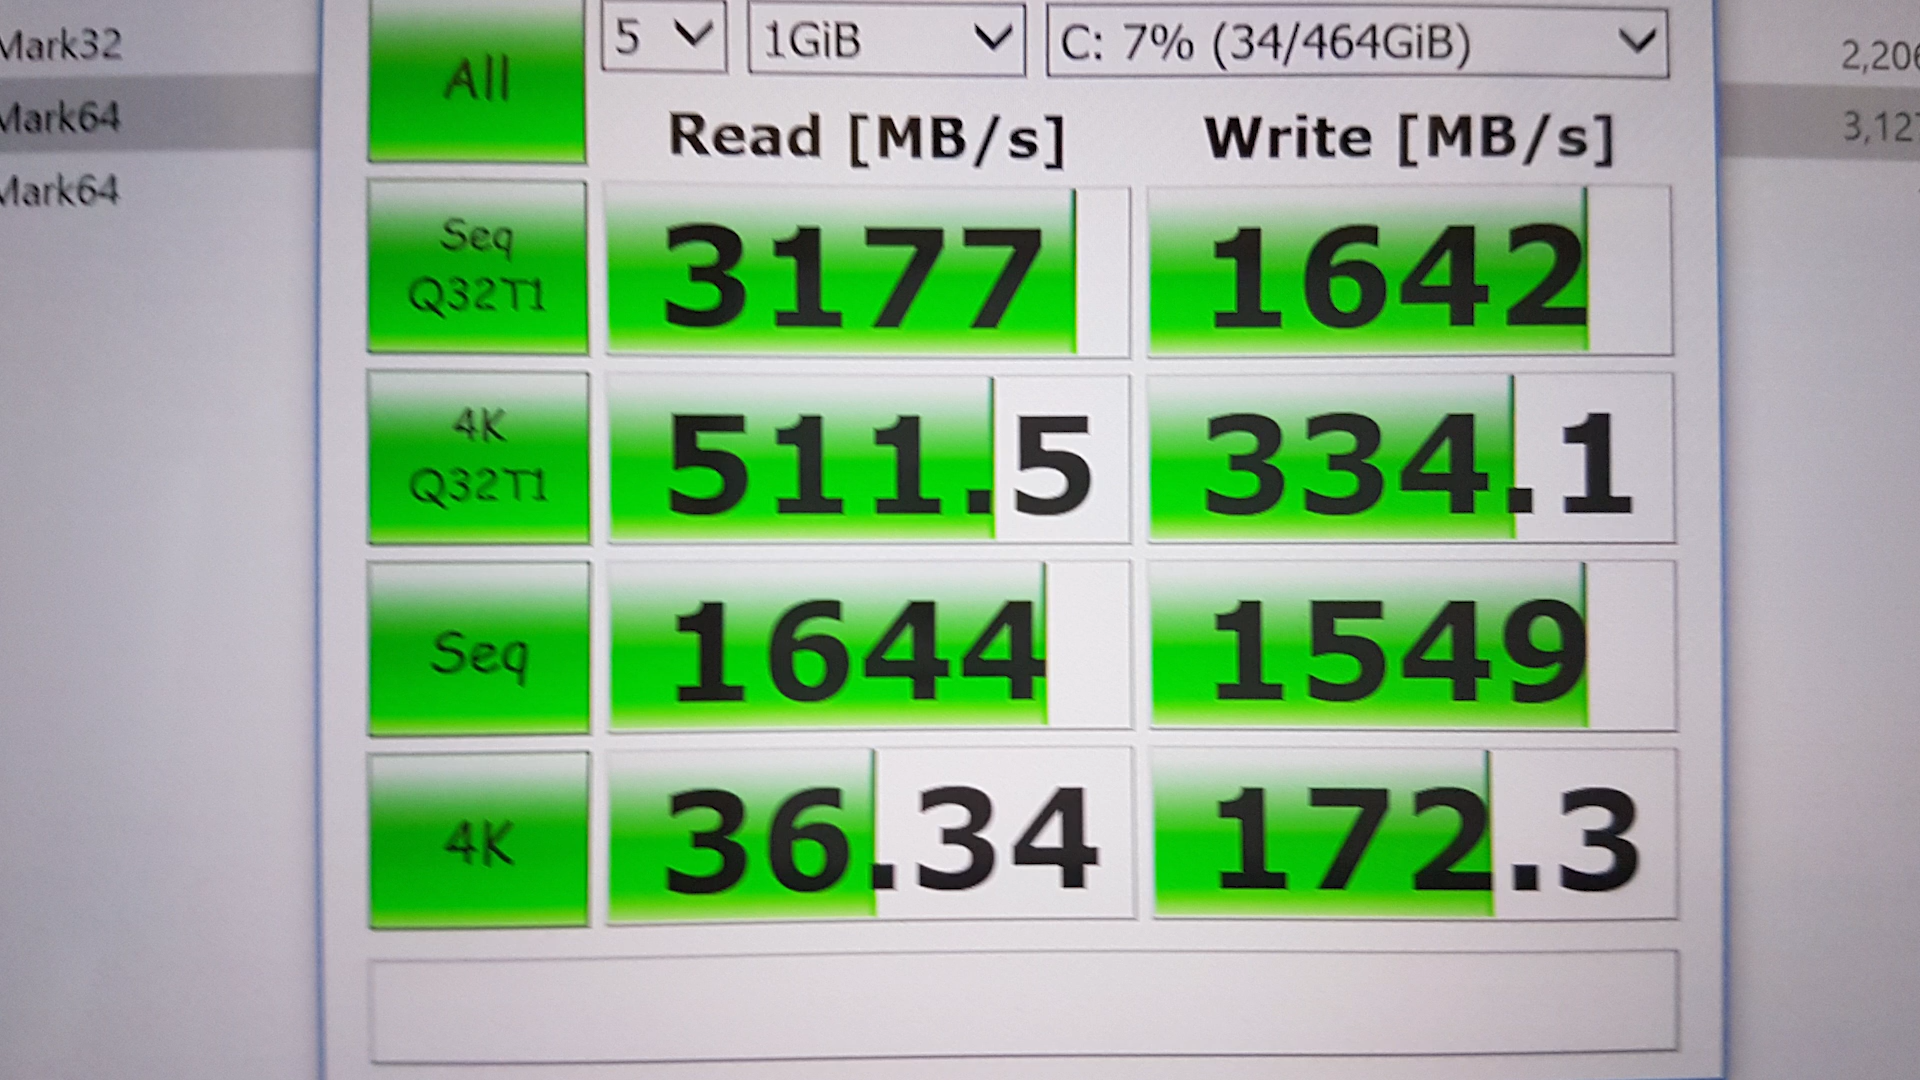 Mark32
Mark64
Mark64
All
5
1GiB
C: 7% (34/464GiB)
2,206
3,127
Read [MB/s]
Write [MB/s]
Seq
Q32T1
3177
1642
4K
Q32T1
511.5
334.1
Seq
1644
1549
4K
36.34
172.3